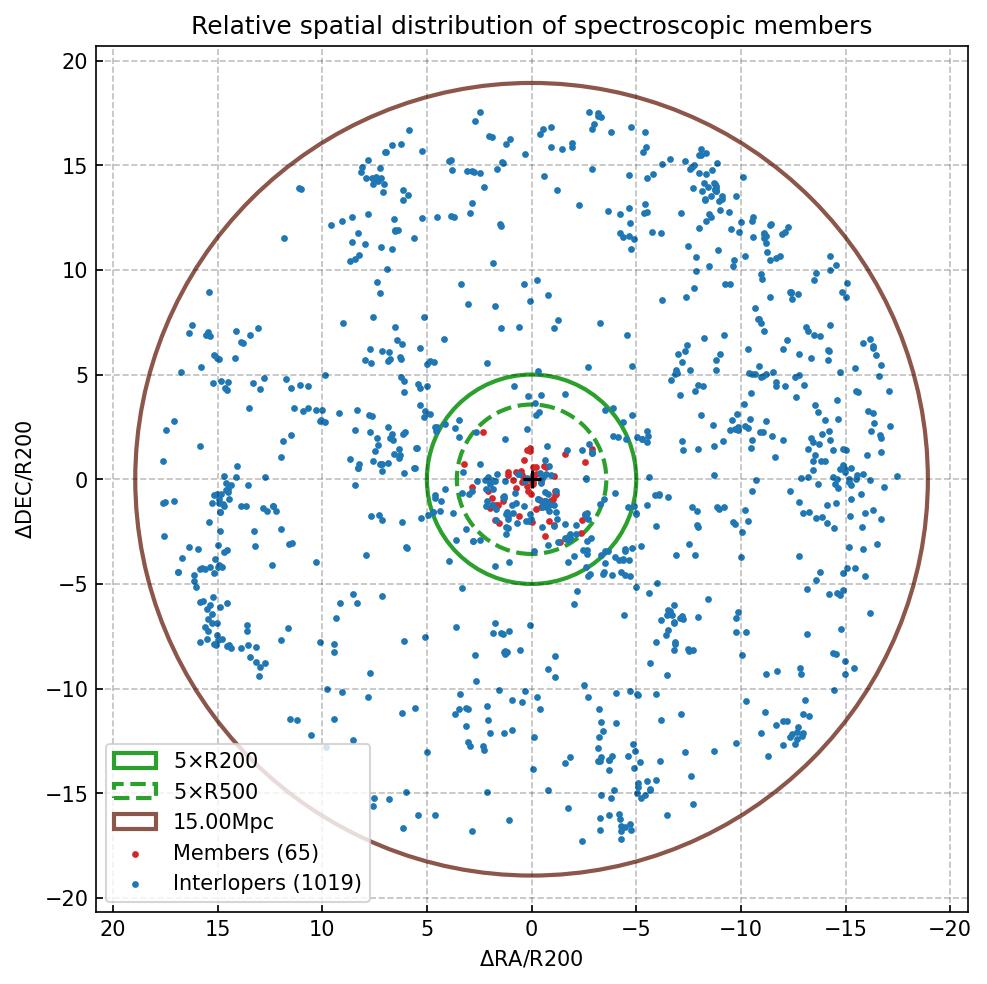 Relative spatial distribution of spectroscopic members
20
15
10
5
0
−5
−10
−15
−20
ΔDEC/R200
5×R200
5×R500
15.00Mpc
Members (65)
Interlopers (1019)
20 15 10 5 0 −5 −10 −15 −20
ΔRA/R200